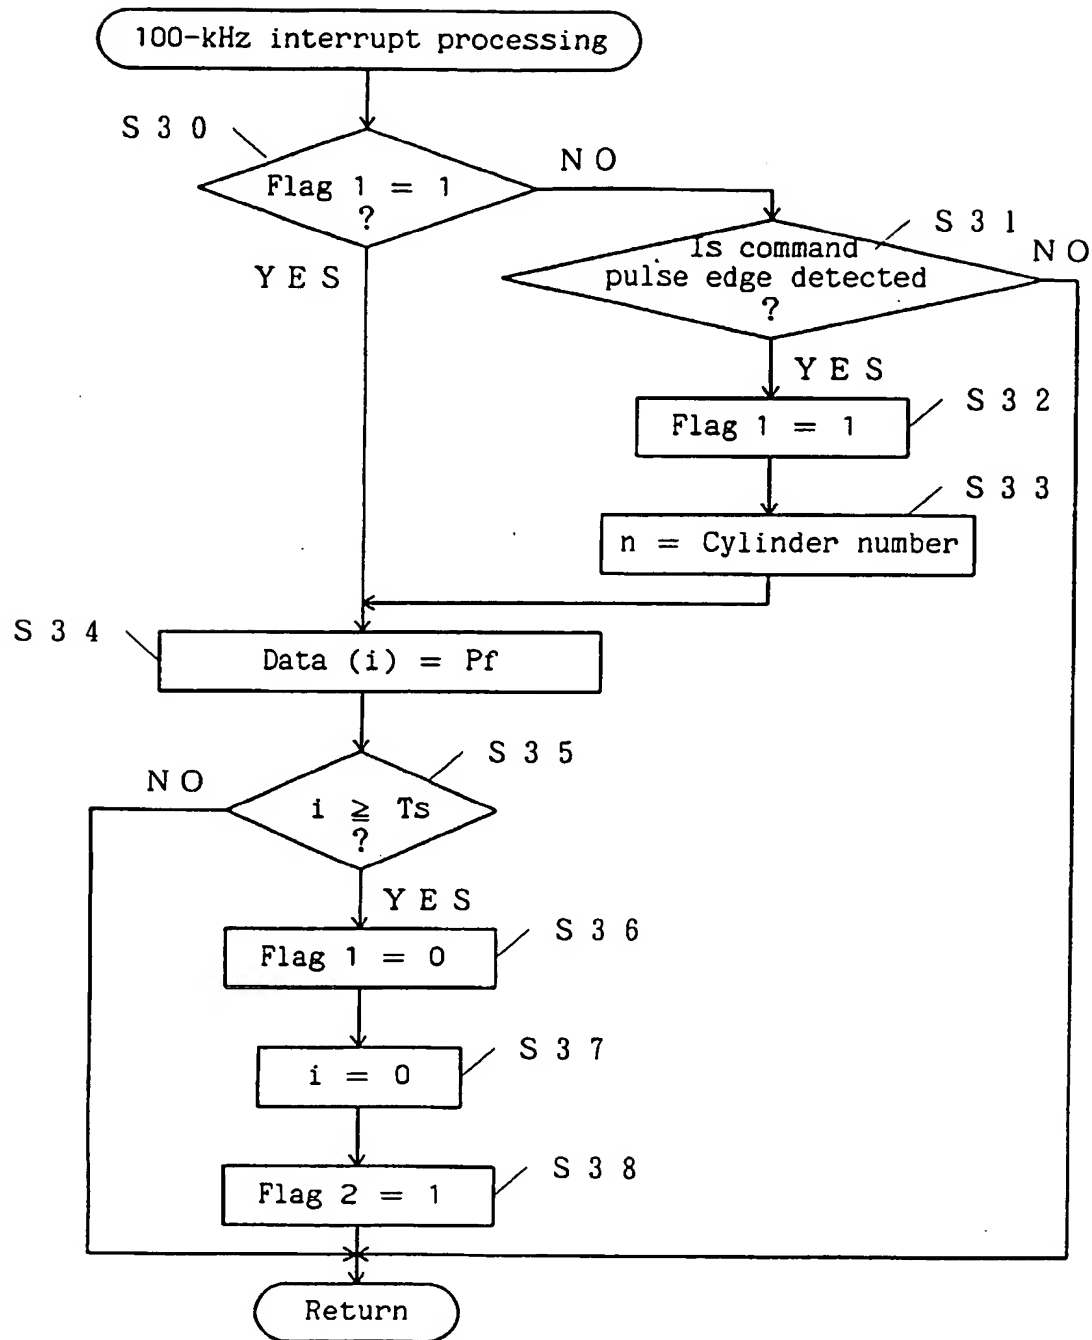 100-kHz interrupt processing
S30
Flag 1 = 1
?
NO
YES
S31
Is command
pulse edge detected
?
NO
YES
S32
Flag 1 = 1
S33
n = Cylinder number
S34
Data (i) = Pf
S35
NO
i ≧ Ts
?
YES
S36
Flag 1 = 0
S37
i = 0
S38
Flag 2 = 1
Return